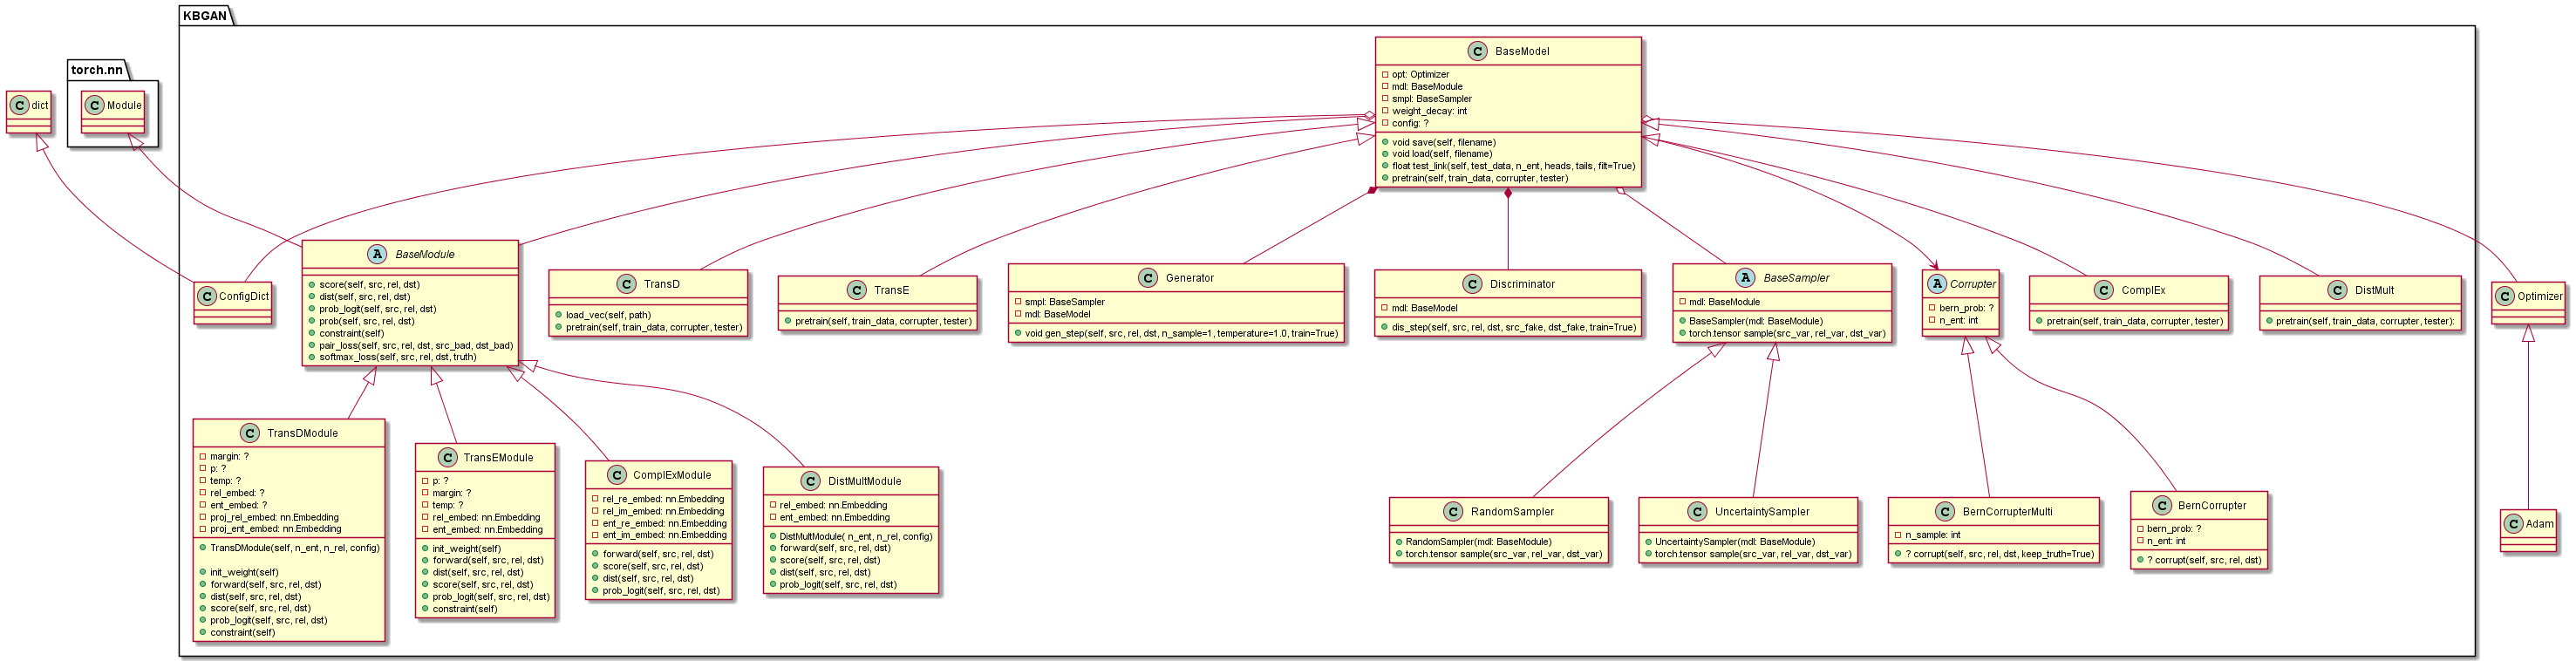 KBGAN
torch.nn
C dict
C Module
C BaseModel
opt: Optimizer
mdl: BaseModule
smpl: BaseSampler
weight_decay: int
config: ?
void save(self, filename)
void load(self, filename)
float test_link(self, test_data, n_ent, heads, tails, filt=True)
pretrain(self, train_data, corrupter, tester)
C ConfigDict
A BaseModule
score(self, src, rel, dst)
dist(self, src, rel, dst)
prob_logit(self, src, rel, dst)
prob(self, src, rel, dst)
constraint(self)
pair_loss(self, src, rel, dst, src_bad, dst_bad)
softmax_loss(self, src, rel, dst, truth)
C TransD
load_vec(self, path)
pretrain(self, train_data, corrupter, tester)
C TransE
pretrain(self, train_data, corrupter, tester)
C Generator
smpl: BaseSampler
mdl: BaseModel
void gen_step(self, src, rel, dst, n_sample=1, temperature=1.0, train=True)
C Discriminator
mdl: BaseModel
dis_step(self, src, rel, dst, src_fake, dst_fake, train=True)
A BaseSampler
mdl: BaseModule
BaseSampler(mdl: BaseModule)
torch.tensor sample(src_var, rel_var, dst_var)
A Corrupter
bern_prob: ?
n_ent: int
C ComplEx
pretrain(self, train_data, corrupter, tester)
C DistMult
pretrain(self, train_data, corrupter, tester):
C Optimizer
C TransDModule
margin: ?
p: ?
temp: ?
rel_embed: ?
ent_embed: ?
proj_rel_embed: nn.Embedding
proj_ent_embed: nn.Embedding
TransDModule(self, n_ent, n_rel, config)
init_weight(self)
forward(self, src, rel, dst)
dist(self, src, rel, dst)
score(self, src, rel, dst)
prob_logit(self, src, rel, dst)
constraint(self)
C TransEModule
p: ?
margin: ?
temp: ?
rel_embed: nn.Embedding
ent_embed: nn.Embedding
init_weight(self)
forward(self, src, rel, dst)
dist(self, src, rel, dst)
score(self, src, rel, dst)
prob_logit(self, src, rel, dst)
constraint(self)
C ComplExModule
rel_re_embed: nn.Embedding
rel_im_embed: nn.Embedding
ent_re_embed: nn.Embedding
ent_im_embed: nn.Embedding
forward(self, src, rel, dst)
score(self, src, rel, dst)
dist(self, src, rel, dst)
prob_logit(self, src, rel, dst)
C DistMultModule
rel_embed: nn.Embedding
ent_embed: nn.Embedding
DistMultModule( n_ent, n_rel, config)
forward(self, src, rel, dst)
score(self, src, rel, dst)
dist(self, src, rel, dst)
prob_logit(self, src, rel, dst)
C RandomSampler
RandomSampler(mdl: BaseModule)
torch.tensor sample(src_var, rel_var, dst_var)
C UncertaintySampler
UncertaintySampler(mdl: BaseModule)
torch.tensor sample(src_var, rel_var, dst_var)
C BernCorrupterMulti
n_sample: int
? corrupt(self, src, rel, dst, keep_truth=True)
C BernCorrupter
bern_prob: ?
n_ent: int
? corrupt(self, src, rel, dst)
C Adam